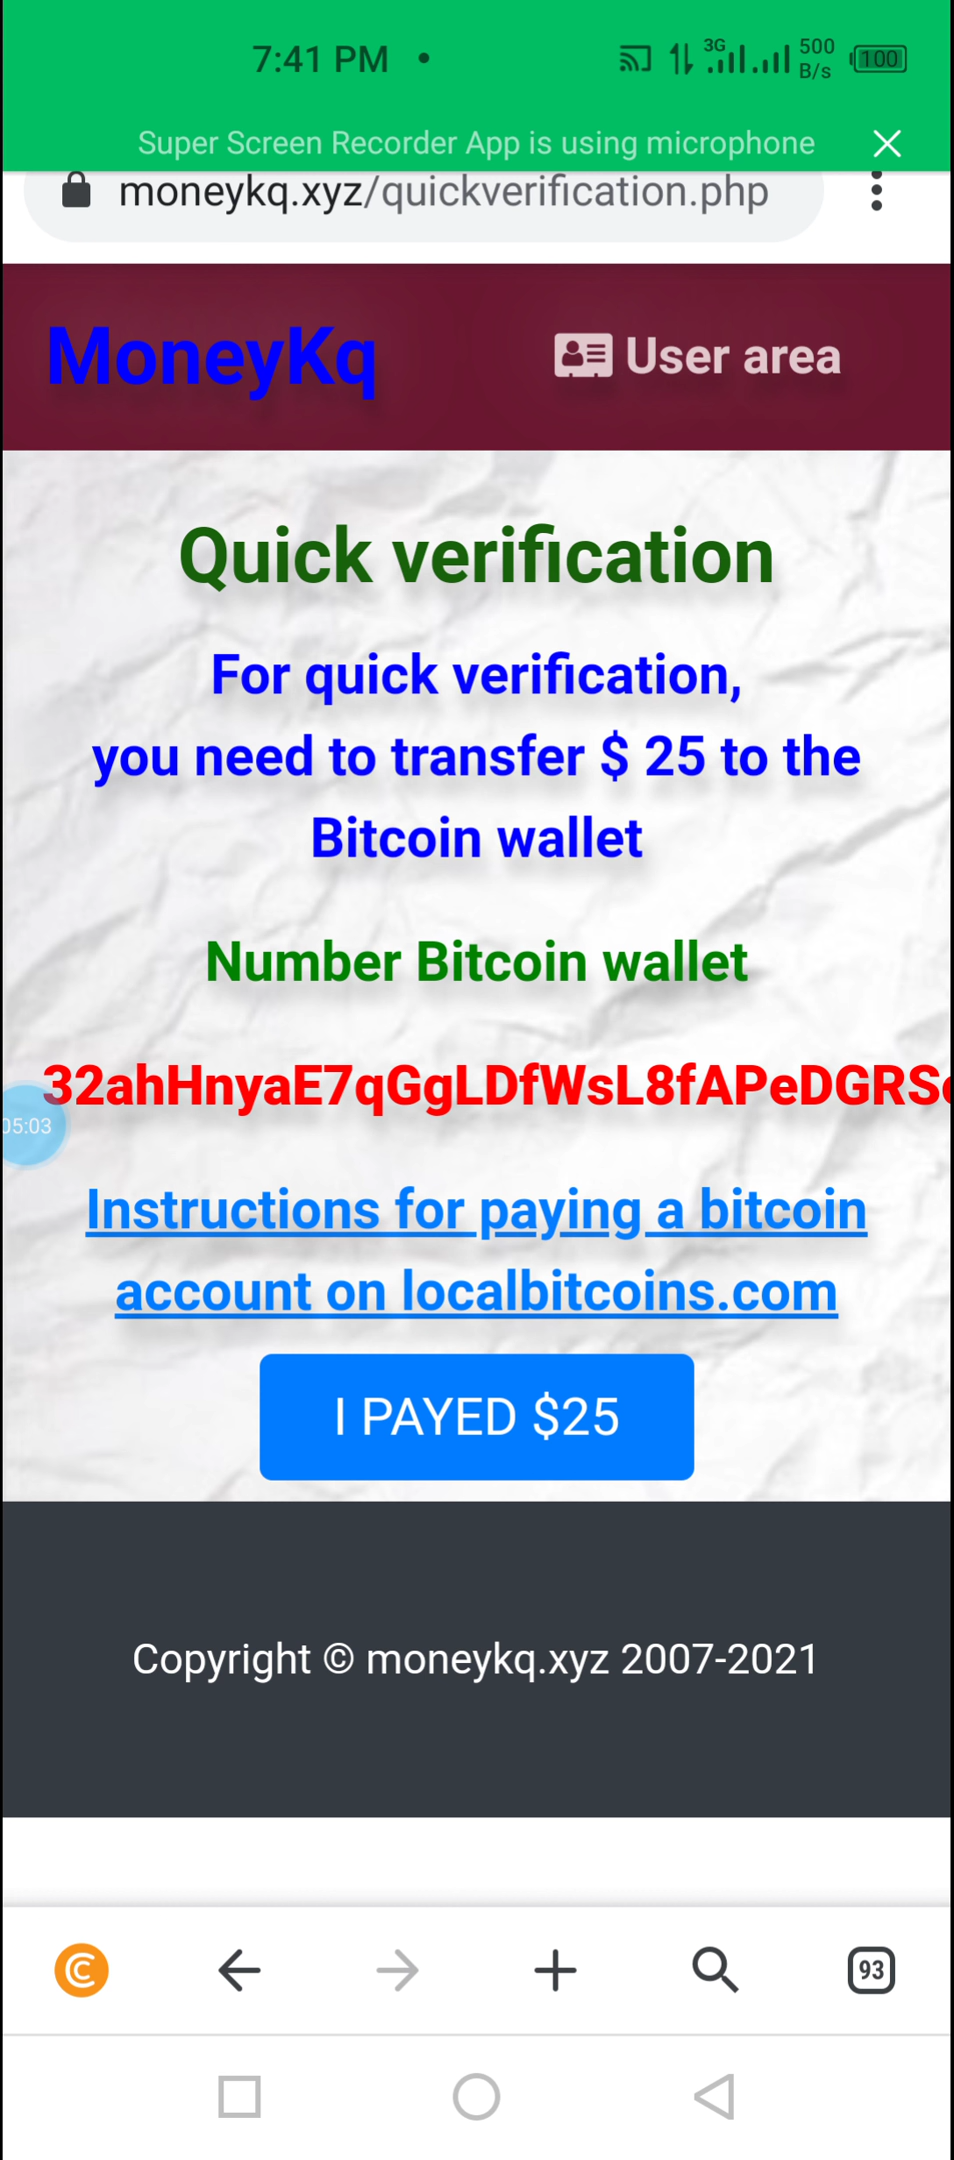 7:41 PM •
3G
500
B/s
100
Super Screen Recorder App is using microphone
moneykq.xyz/quickverification.php
MoneyKq
User area
Quick verification
For quick verification,
you need to transfer $ 25 to the
Bitcoin wallet
Number Bitcoin wallet
32ahHnyaE7qGgLDfWsL8fAPeDGRS
05:03
Instructions for paying a bitcoin
account on localbitcoins.com
I PAYED $25
Copyright © moneykq.xyz 2007-2021
93